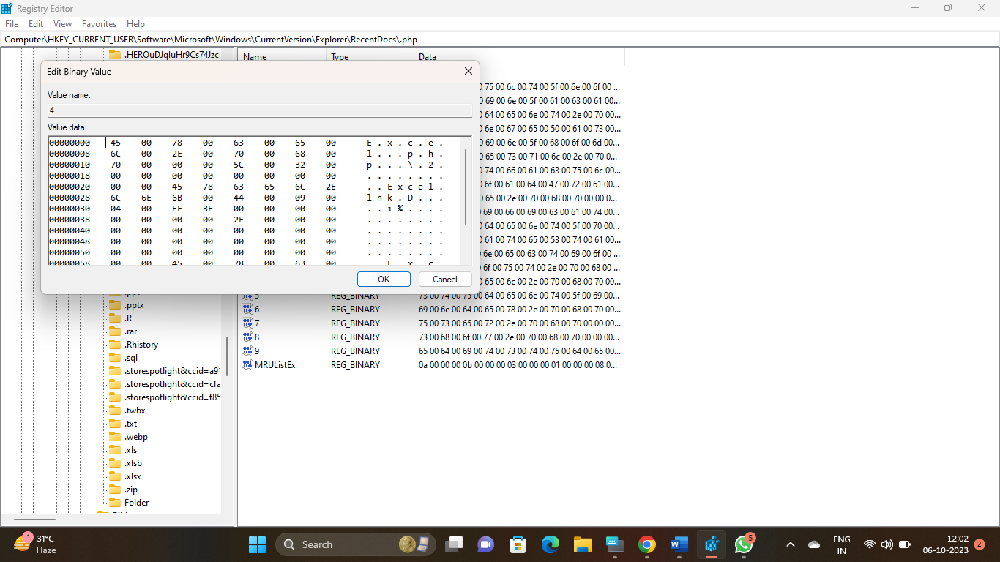 Registry Editor
File Edit View Favorites Help
Computer\HKEY_CURRENT_USER\Software\Microsoft\Windows\CurrentVersion\Explorer\RecentDocs\.php
.HEROuDJqluHr9Cs74Jzcp
Name Type Data
Edit Binary Value
Value name:
4
Value data:
00000000 45 00 78 00 63 00 65 00 E . x . c . e .
00000008 6C 00 2E 00 70 00 68 00 l . . . p . h .
00000010 70 00 00 00 5C 00 32 00 p . . . \ . 2 .
00000018 00 00 00 00 00 00 00 00 . . . . . . . .
00000020 00 00 45 78 63 65 6C 2E . . E x c e l .
00000028 6C 6E 6B 00 44 00 09 00 l n k . D . . .
00000030 04 00 EF BE 00 00 00 00 . . ï ¾ . . . .
00000038 00 00 00 00 2E 00 00 00 . . . . . . . .
00000040 00 00 00 00 00 00 00 00 . . . . . . . .
00000048 00 00 00 00 00 00 00 00 . . . . . . . .
00000050 00 00 00 00 00 00 00 00 . . . . . . . .
00000058 00 00 45 00 78 00 63 00 E x c
OK Cancel
75 00 6c 00 74 00 5f 00 6e 00 6f 00 ...
69 00 6e 00 5f 00 61 00 63 00 61 00...
64 00 65 00 6e 00 74 00 2e 00 70 00...
6e 00 67 00 65 00 50 00 61 00 73 00...
69 00 6e 00 5f 00 68 00 6f 00 6d 00...
65 00 73 00 71 00 6c 00 2e 00 70 0...
74 00 66 00 61 00 63 00 75 00 6c 00...
6f 00 61 00 64 00 47 00 72 00 61 00...
65 00 2e 00 70 00 68 00 70 00 00 0...
69 00 66 00 69 00 63 00 61 00 74 00...
64 00 65 00 6e 00 74 00 5f 00 70 00...
61 00 74 00 65 00 53 00 74 00 61 00...
6e 00 65 00 63 00 74 00 69 00 6f 00...
6f 00 75 00 74 00 2e 00 70 00 68 00 ...
65 00 6c 00 2e 00 70 00 68 00 70 00...
5 REG_BINARY 73 00 74 00 75 00 64 00 65 00 6e 00 74 00 5f 00 69 00...
6 REG_BINARY 69 00 6e 00 64 00 65 00 78 00 2e 00 70 00 68 00 70 00...
7 REG_BINARY 75 00 73 00 65 00 72 00 2e 00 70 00 68 00 70 00 00 00...
8 REG_BINARY 73 00 68 00 6f 00 77 00 2e 00 70 00 68 00 70 00 00 00...
9 REG_BINARY 65 00 64 00 69 00 74 00 73 00 74 00 75 00 64 00 65 00...
MRUListEx REG_BINARY 0a 00 00 00 0b 00 00 00 03 00 00 00 01 00 00 00 08 0...
.pptx
.R
.rar
.Rhistory
.sql
.storespotlight&ccid=a97
.storespotlight&ccid=cfa
.storespotlight&ccid=f85
.twbx
.txt
.webp
.xls
.xlsb
.xlsx
.zip
Folder
1
31°C
Haze
Search
5
ENG
IN
12:02
06-10-2023
2